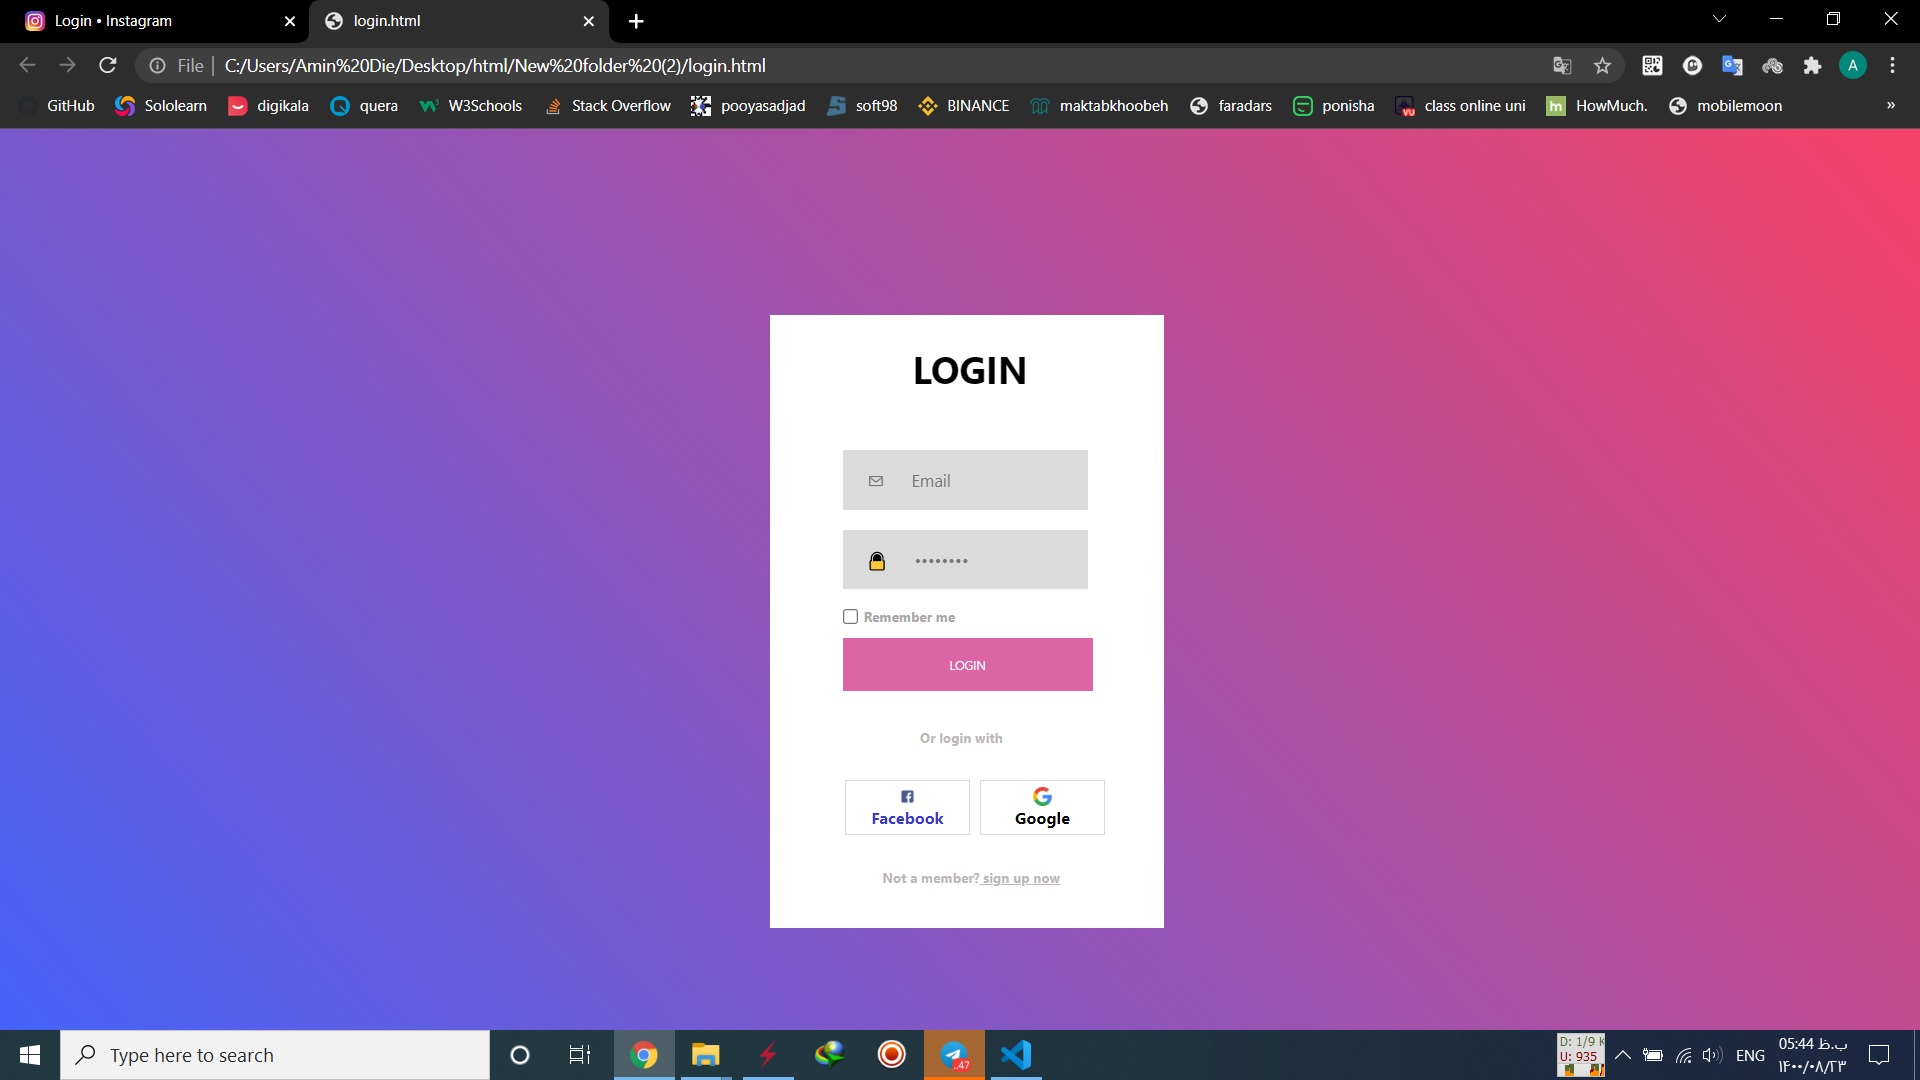 Login • Instagram
login.html
File
C:/Users/Amin%20Die/Desktop/html/New%20folder%20(2)/login.html
A
GitHub
Sololearn
digikala
quera
W3Schools
Stack Overflow
pooyasadjad
soft98
BINANCE
maktabkhoobeh
faradars
ponisha
class online uni
HowMuch.
mobilemoon
LOGIN
Email
Remember me
LOGIN
Or login with
Facebook
Google
Not a member? sign up now
Type here to search
..47
D: 1/9 K
U: 935
ENG
05:44 ب.ظ
۱۴۰۰/۰۸/۲۳